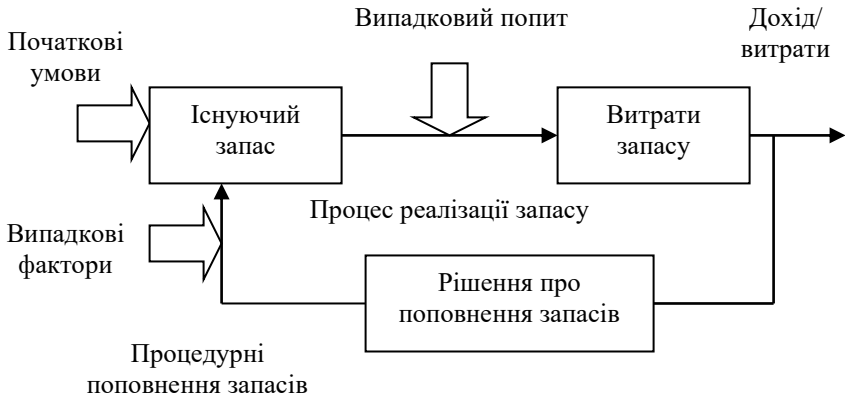 Випадковий попит
Дохід/
витрати
Початкові
умови
Існуючий
запас
Витрати
запасу
Процес реалізації запасу
Випадкові
фактори
Рішення про
поповнення запасів
Процедурні
поповнення запасів